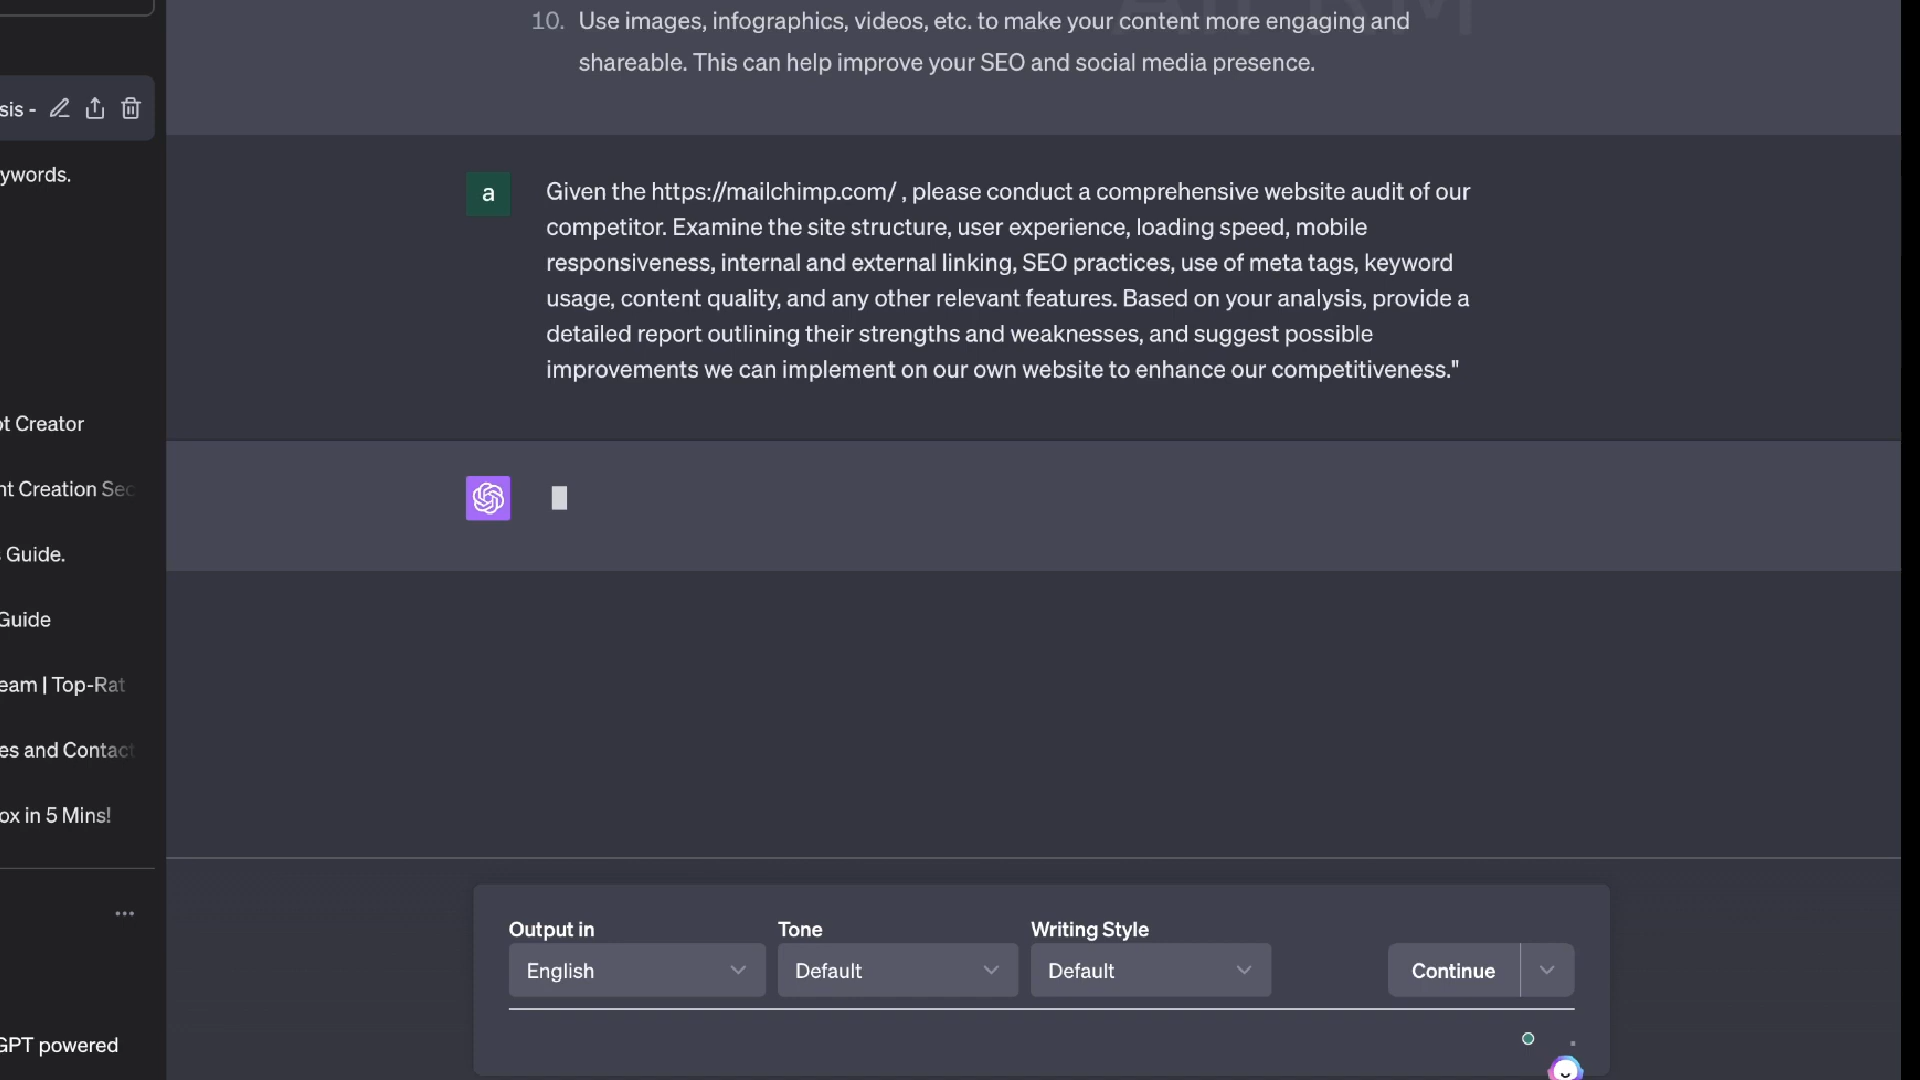 10. Use images, infographics, videos, etc. to make your content more engaging and
shareable. This can help improve your SEO and social media presence.
sis -
ywords.
a
Given the https://mailchimp.com/ , please conduct a comprehensive website audit of our
competitor. Examine the site structure, user experience, loading speed, mobile
responsiveness, internal and external linking, SEO practices, use of meta tags, keyword
usage, content quality, and any other relevant features. Based on your analysis, provide a
detailed report outlining their strengths and weaknesses, and suggest possible
improvements we can implement on our own website to enhance our competitiveness."
ot Creator
nt Creation Sec
s Guide.
Guide
eam | Top-Rat
es and Contact
ox in 5 Mins!
GPT powered
Output in
Tone
Writing Style
English
Default
Default
Continue